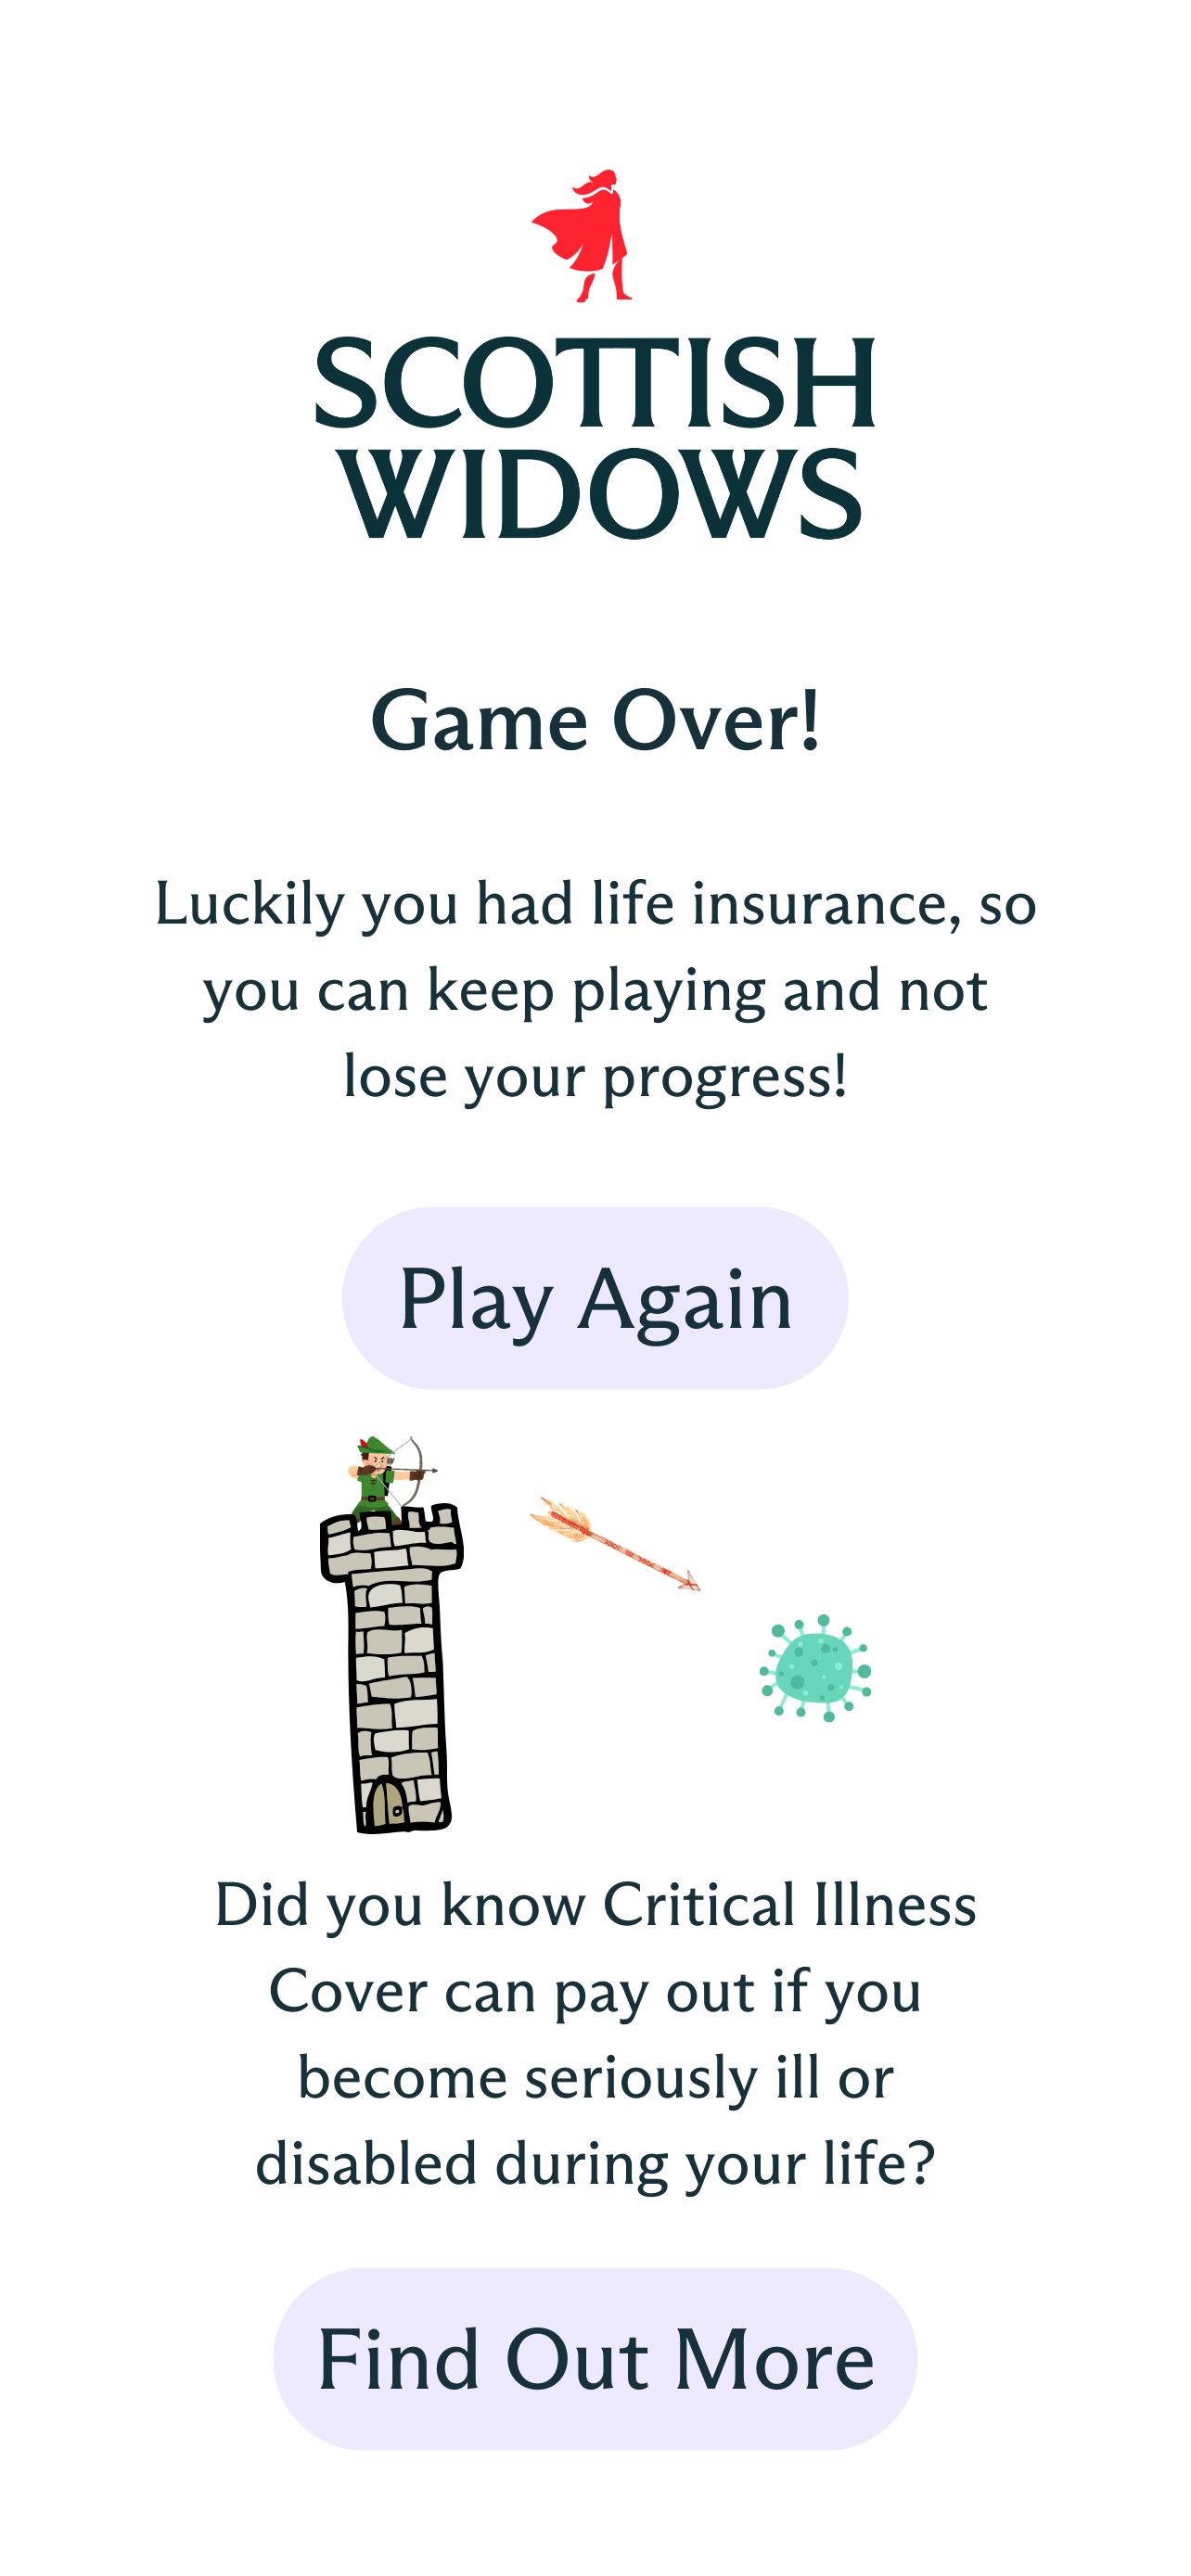 SCOTTISH
WIDOWS
Game Over!
Luckily you had life insurance, so
you can keep playing and not
lose your progress!
Play Again
Did you know Critical Illness
Cover can pay out if you
become seriously ill or
disabled during your life?
Find Out More